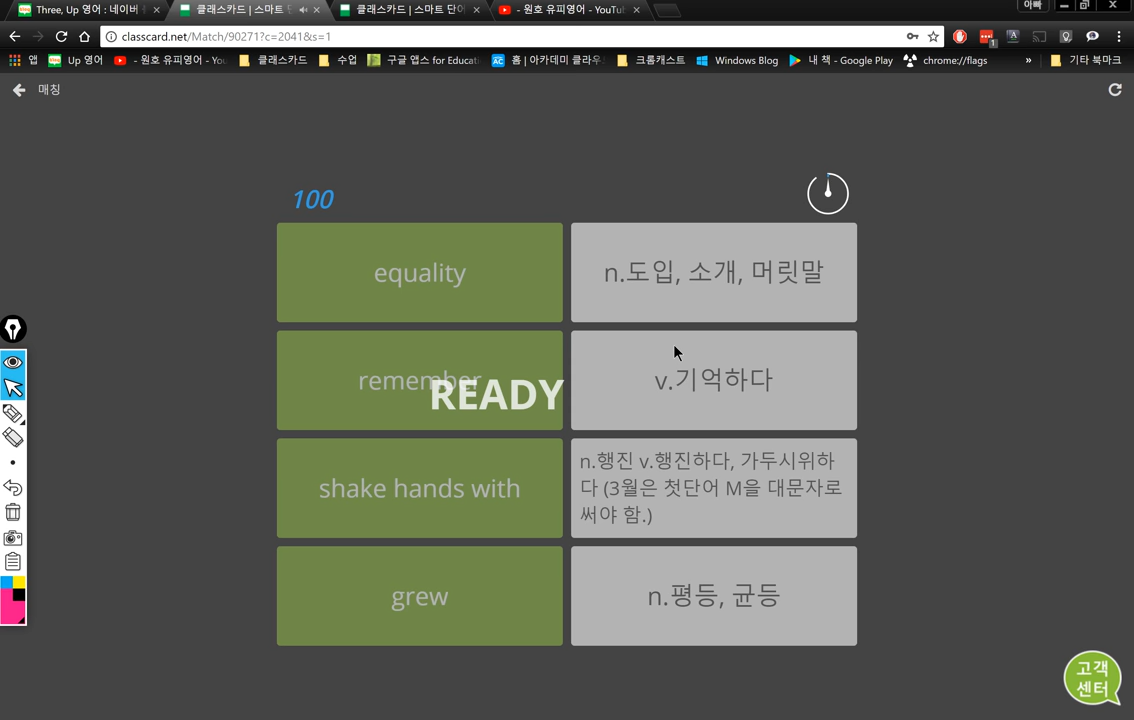 Three, Up 영어 : 네이버
클래스카드 | 스마트 단
클래스카드 | 스마트 단어
- 원호 유피영어 - YouTu
아빠
classcard.net/Match/90271?c=2041&s=1
앱
Up 영어
- 원호 유피영어 - You
클래스카드
수업
구글 앱스 for Educati
홈 | 아카데미 클라우
크롬캐스트
Windows Blog
내 책 - Google Play
chrome://flags
»
기타 북마크
매칭
100
equality
n.도입, 소개, 머릿말
remember
v.기억하다
READY
shake hands with
n.행진 v.행진하다, 가두시위하
다 (3월은 첫단어 M을 대문자로
써야 함.)
grew
n.평등, 균등
고객
센터